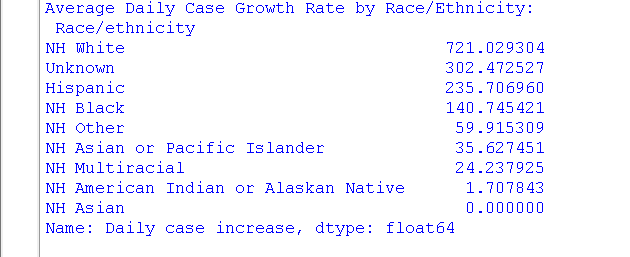 Average Daily Case Growth Rate by Race/Ethnicity:
Race/ethnicity
NH White 721.029304
Unknown 302.472527
Hispanic 235.706960
NH Black 140.745421
NH Other 59.915309
NH Asian or Pacific Islander 35.627451
NH Multiracial 24.237925
NH American Indian or Alaskan Native 1.707843
NH Asian 0.000000
Name: Daily case increase, dtype: float64